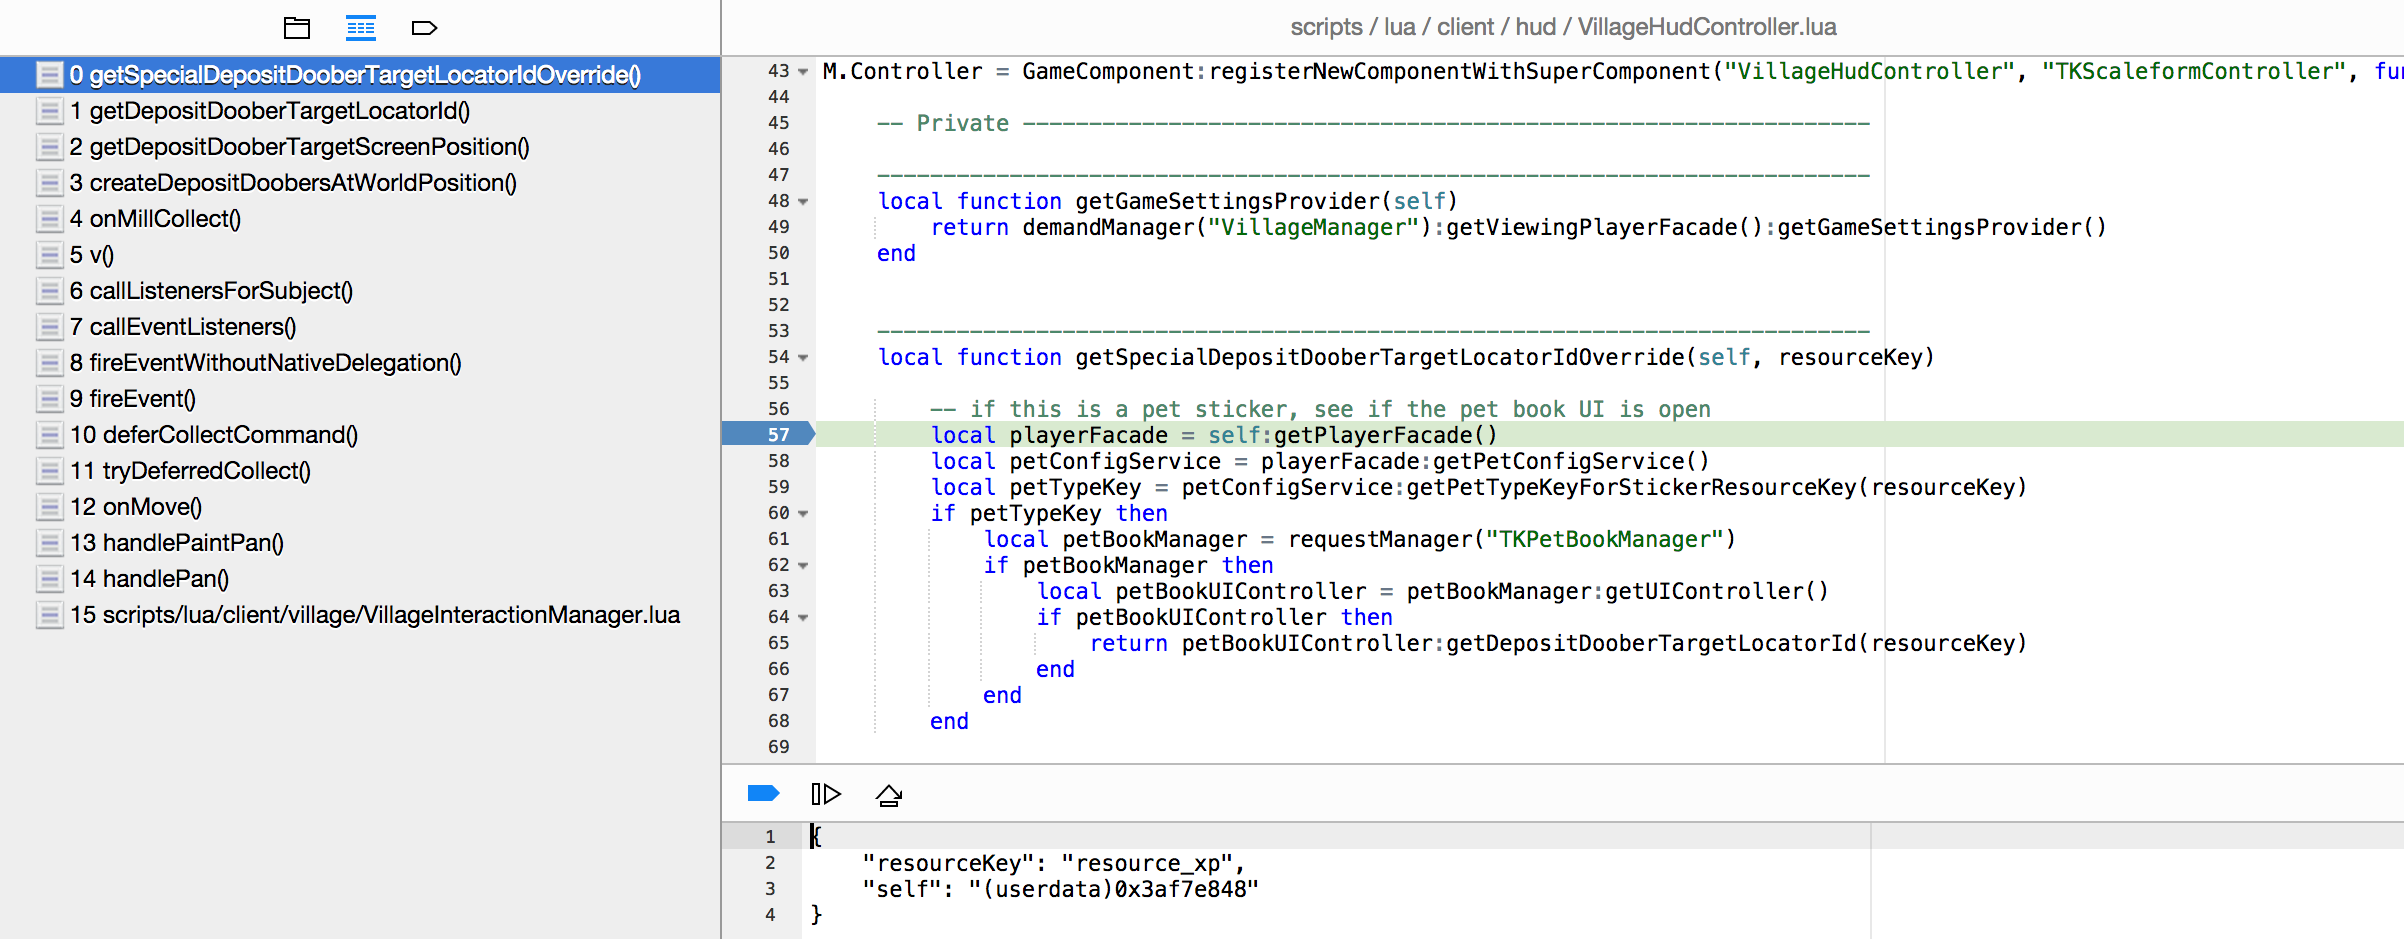 scripts / lua / client / hud / VillageHudController.lua
0 getSpecialDepositDooberTargetLocatorIdOverride()
1 getDepositDooberTargetLocatorId()
2 getDepositDooberTargetScreenPosition()
3 createDepositDoobersAtWorldPosition()
4 onMillCollect()
5 v()
6 callListenersForSubject()
7 callEventListeners()
8 fireEventWithoutNativeDelegation()
9 fireEvent()
10 deferCollectCommand()
11 tryDeferredCollect()
12 onMove()
13 handlePaintPan()
14 handlePan()
15 scripts/lua/client/village/VillageInteractionManager.lua
43 M.Controller = GameComponent:registerNewComponentWithSuperComponent("VillageHudController", "TKScaleformController", fu
44
45 -- Private ----------------------------------------------------------------
46
47 ---------------------------------------------------------------------------
48 local function getGameSettingsProvider(self)
49 return demandManager("VillageManager"):getViewingPlayerFacade():getGameSettingsProvider()
50 end
51
52
53 ---------------------------------------------------------------------------
54 local function getSpecialDepositDooberTargetLocatorIdOverride(self, resourceKey)
55
56 -- if this is a pet sticker, see if the pet book UI is open
57 local playerFacade = self:getPlayerFacade()
58 local petConfigService = playerFacade:getPetConfigService()
59 local petTypeKey = petConfigService:getPetTypeKeyForStickerResourceKey(resourceKey)
60 if petTypeKey then
61 local petBookManager = requestManager("TKPetBookManager")
62 if petBookManager then
63 local petBookUIController = petBookManager:getUIController()
64 if petBookUIController then
65 return petBookUIController:getDepositDooberTargetLocatorId(resourceKey)
66 end
67 end
68 end
69
1 {
2 "resourceKey": "resource_xp",
3 "self": "(userdata)0x3af7e848"
4 }